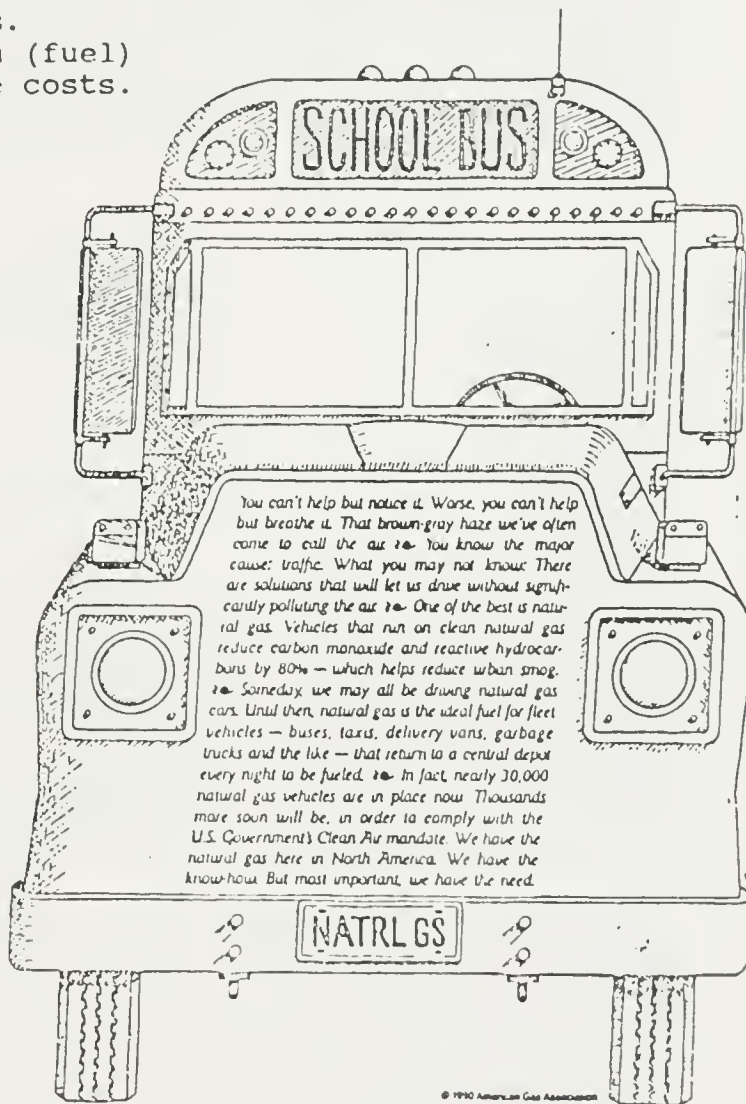 s.
(fuel)
costs.
SCHOOL BUS
You can't help but notice it. Worse, you can't help
but breathe it. That brown-gray haze we've often
come to call the air. You know the major
cause: traffic. What you may not know: There
are solutions that will let us drive without signifi-
cantly polluting the air. One of the best is natu-
ral gas. Vehicles that run on clean natural gas
reduce carbon monoxide and reactive hydrocar-
bons by 80% — which helps reduce urban smog.
Someday, we may all be driving natural gas
cars. Until then, natural gas is the ideal fuel for fleet
vehicles — buses, taxis, delivery vans, garbage
trucks and the like — that return to a central depot
every night to be fueled. In fact, nearly 30,000
natural gas vehicles are in place now. Thousands
more soon will be, in order to comply with the
U.S. Government's Clean Air mandate. We have the
natural gas here in North America. We have the
know-how. But most important, we have the need.
NATRL GS
© 1990 American Gas Association